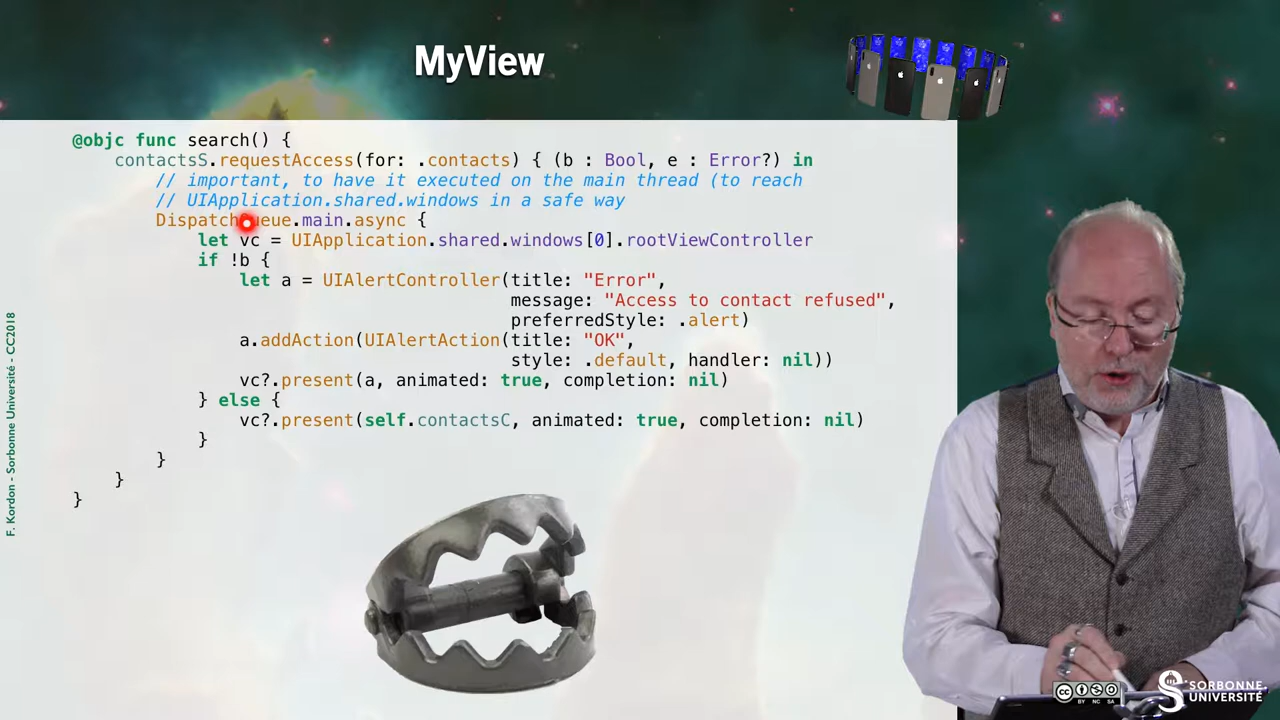 MyView
@objc func search() {
contactsS.requestAccess(for: .contacts) { (b : Bool, e : Error?) in
// important, to have it executed on the main thread (to reach
// UIApplication.shared.windows in a safe way
DispatchQueue.main.async {
let vc = UIApplication.shared.windows[0].rootViewController
if !b {
let a = UIAlertController(title: "Error",
message: "Access to contact refused",
preferredStyle: .alert)
a.addAction(UIAlertAction(title: "OK",
style: .default, handler: nil))
vc?.present(a, animated: true, completion: nil)
} else {
vc?.present(self.contactsC, animated: true, completion: nil)
}
}
}
}
F. Kordon - Sorbonne Université - CC2018
CC
BY NC SA
S
SORBONNE
UNIVERSITÉ